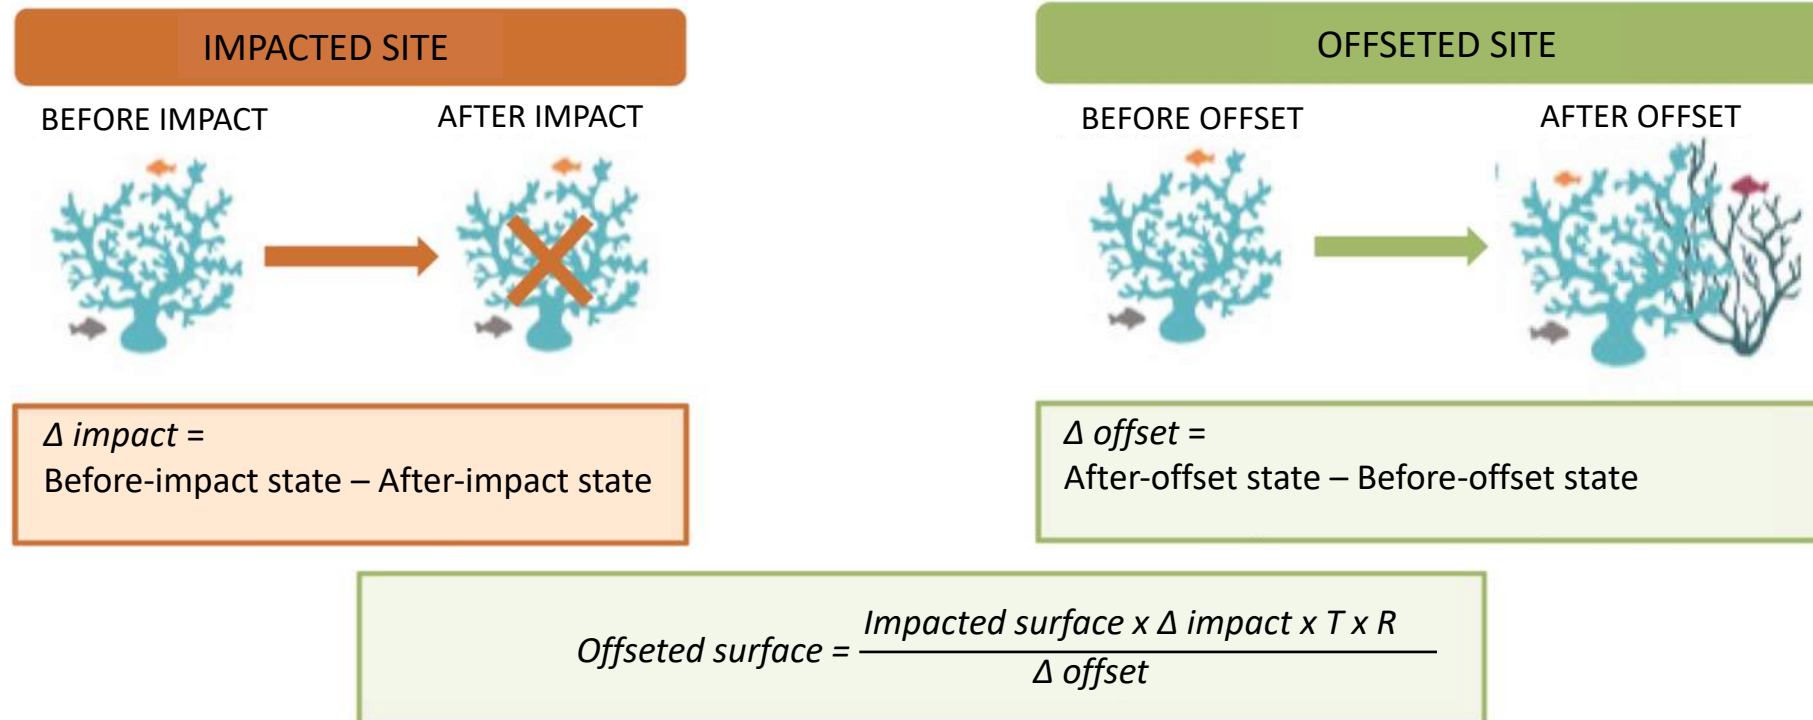 IMPACTED SITE
BEFORE IMPACT
AFTER IMPACT
Δ impact =
Before-impact state – After-impact state
OFFSETED SITE
BEFORE OFFSET
AFTER OFFSET
Δ offset =
After-offset state – Before-offset state
Offseted surface = Impacted surface x Δ impact x T x R
Δ offset